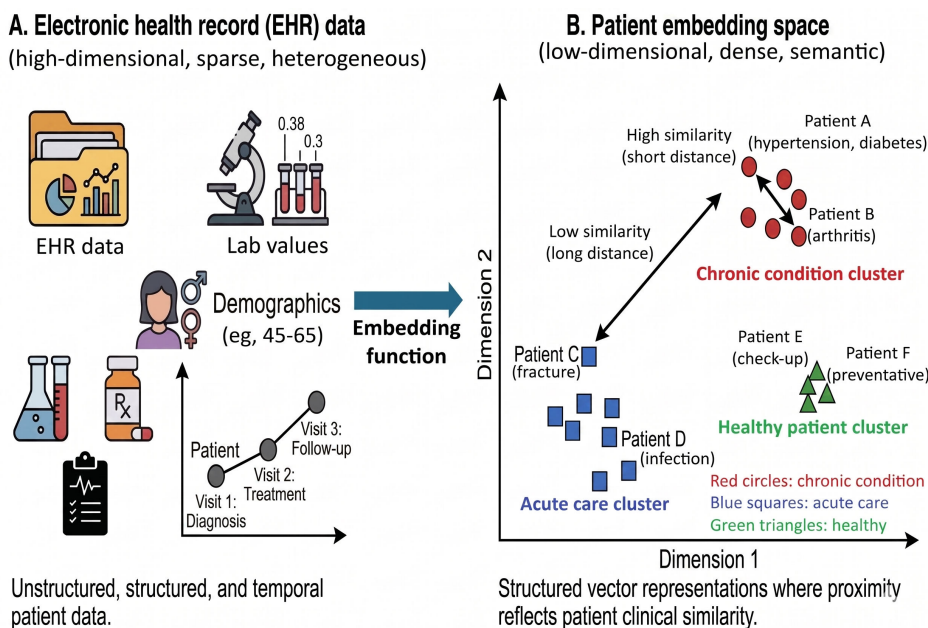 A. Electronic health record (EHR) data
(high-dimensional, sparse, heterogeneous)
EHR data
0.38
0.3
Lab values
Demographics
(eg, 45-65)
Rx
Patient
Visit 1:
Diagnosis
Visit 2:
Treatment
Visit 3:
Follow-up
Unstructured, structured, and temporal
patient data.
Embedding
function
B. Patient embedding space
(low-dimensional, dense, semantic)
Dimension 2
High similarity
(short distance)
Patient A
(hypertension, diabetes)
Patient B
(arthritis)
Low similarity
(long distance)
Chronic condition cluster
Patient C
(fracture)
Patient D
(infection)
Acute care cluster
Patient E
(check-up)
Patient F
(preventative)
Healthy patient cluster
Red circles: chronic condition
Blue squares: acute care
Green triangles: healthy
Dimension 1
Structured vector representations where proximity
reflects patient clinical similarity.